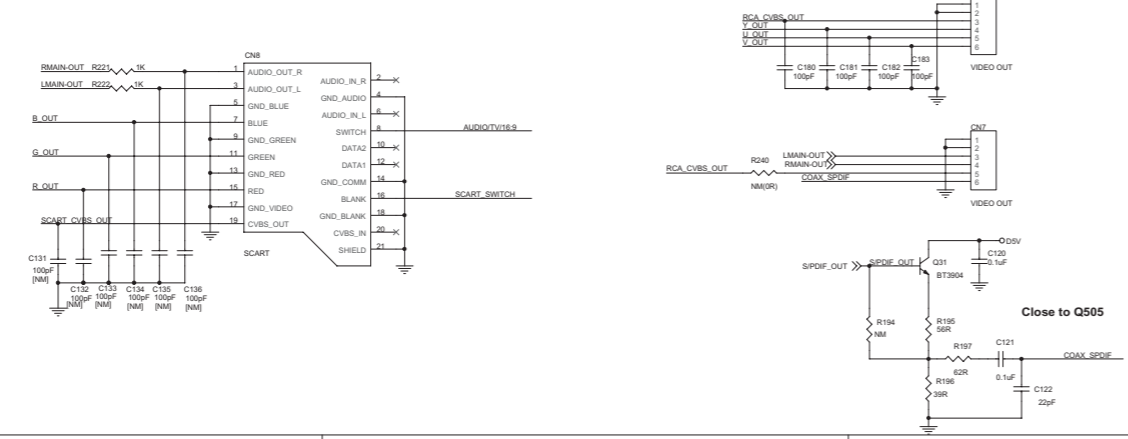 CN8
RMAIN-OUT R221 1K 1 AUDIO_OUT_R
AUDIO_IN_R 2
LMAIN-OUT R222 1K 3 AUDIO_OUT_L
GND_AUDIO 4
5 GND_BLUE
AUDIO_IN_L 6
B_OUT 7 BLUE
SWITCH 8 AUDIO/TV/16:9
9 GND_GREEN
DATA2 10
G_OUT 11 GREEN
DATA1 12
13 GND_RED
GND_COMM 14
R_OUT 15 RED
BLANK 16 SCART_SWITCH
17 GND_VIDEO
GND_BLANK 18
SCART_CVBS_OUT 19 CVBS_OUT
CVBS_IN 20
SHIELD 21
SCART
C131
100pF
[NM]
C132
100pF
[NM]
C133
100pF
[NM]
C134
100pF
[NM]
C135
100pF
[NM]
C136
100pF
[NM]
1
2
RCA_CVBS_OUT 3
Y_OUT 4
U_OUT 5
V_OUT 6
C180
100pF
C181
100pF
C182
100pF
C183
100pF
VIDEO OUT
CN7
1
2
LMAIN-OUT 3
RMAIN-OUT 4
RCA_CVBS_OUT R240 5
NM(0R)
COAX_SPDIF 6
VIDEO OUT
D5V
C120
0.1uF
S/PDIF_OUT S/PDIF_OUT Q31
BT3904
Close to Q505
R194
NM
R195
56R
R197
62R
C121
0.1uF
COAX_SPDIF
R196
39R
C122
22pF